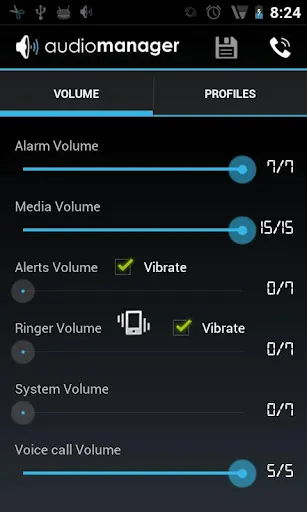 8:24
audiomanager
VOLUME PROFILES
Alarm Volume
7/7
Media Volume
15/15
Alerts Volume Vibrate
0/7
Ringer Volume Vibrate
0/7
System Volume
0/7
Voice call Volume
5/5